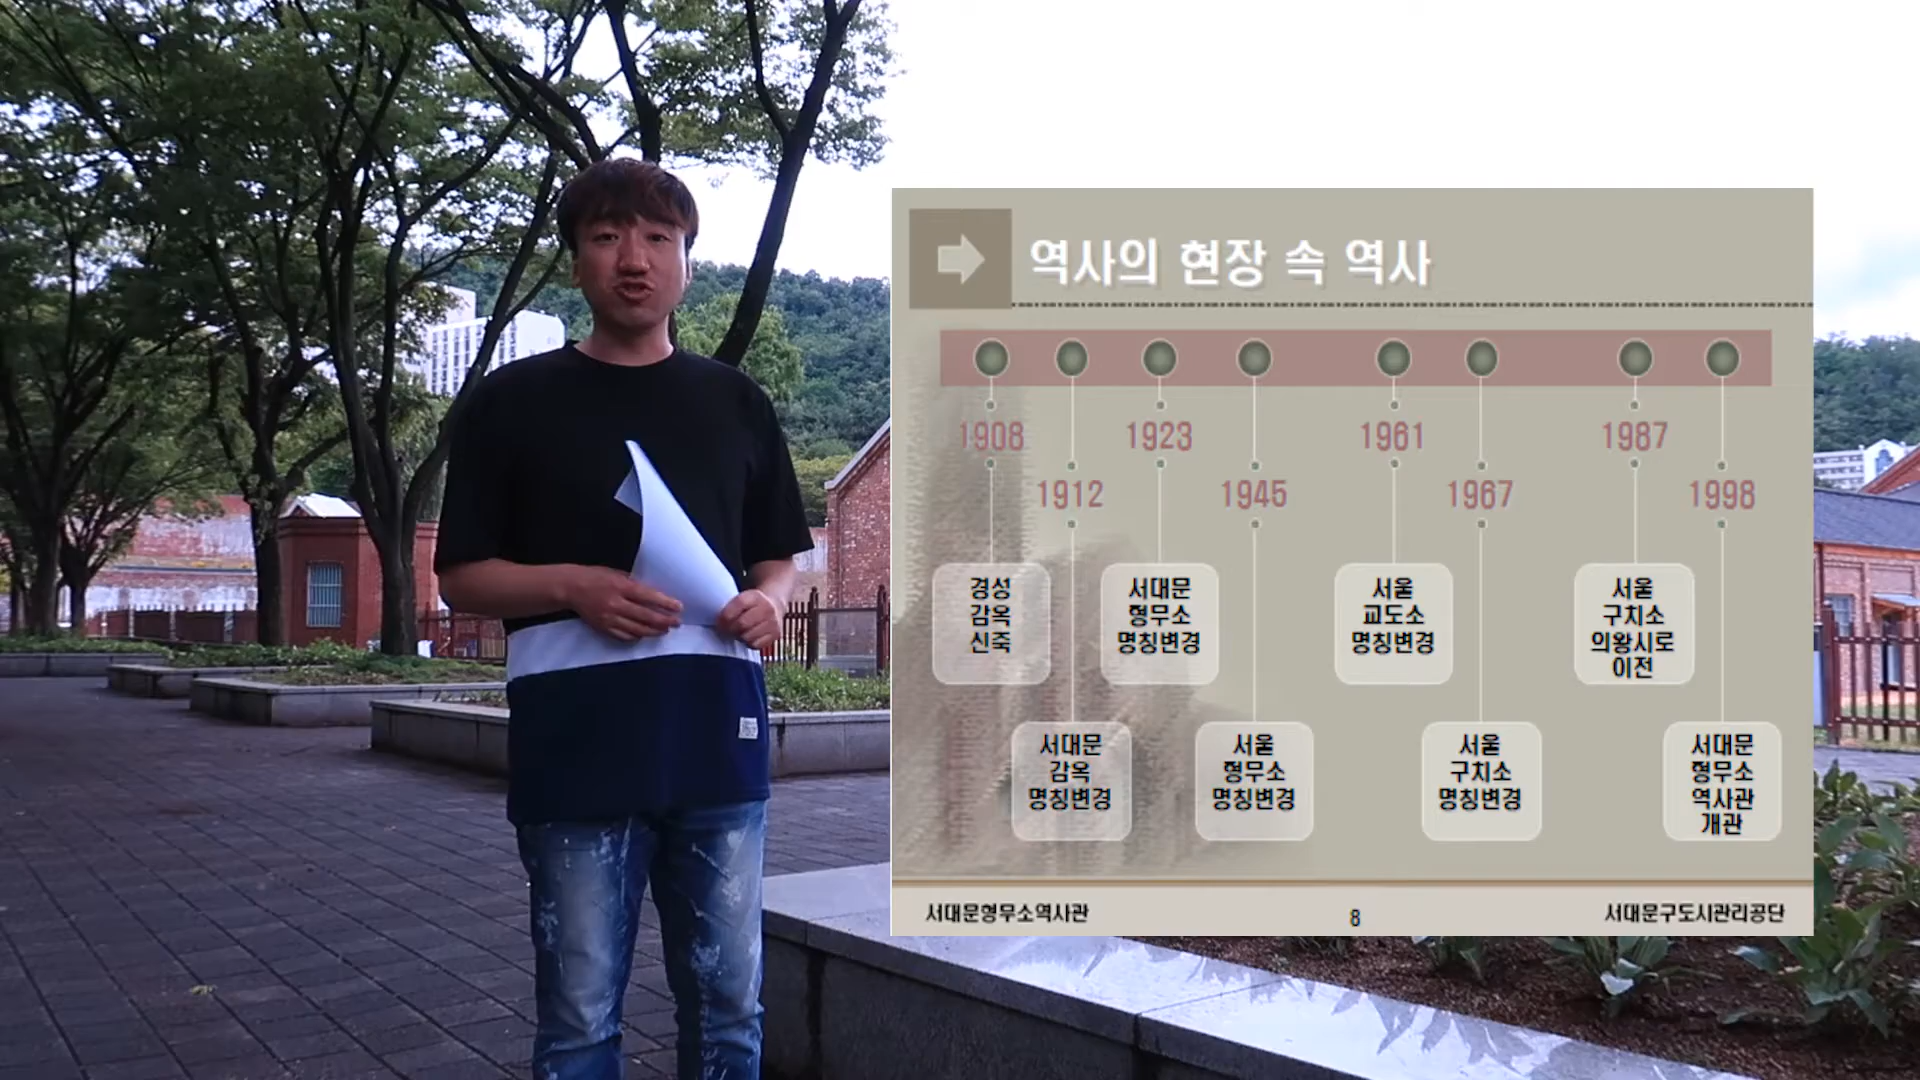 역사의 현장 속 역사
1908
1912
1923
1945
1961
1967
1987
1998
경성
감옥
신죽
서대문
감옥
명칭변경
서대문
형무소
명칭변경
서울
형무소
명칭변경
서울
교도소
명칭변경
서울
구치소
명칭변경
서울
구치소
의왕시로
이전
서대문
형무소
역사관
개관
서대문형무소역사관
8
서대문구도시관리공단